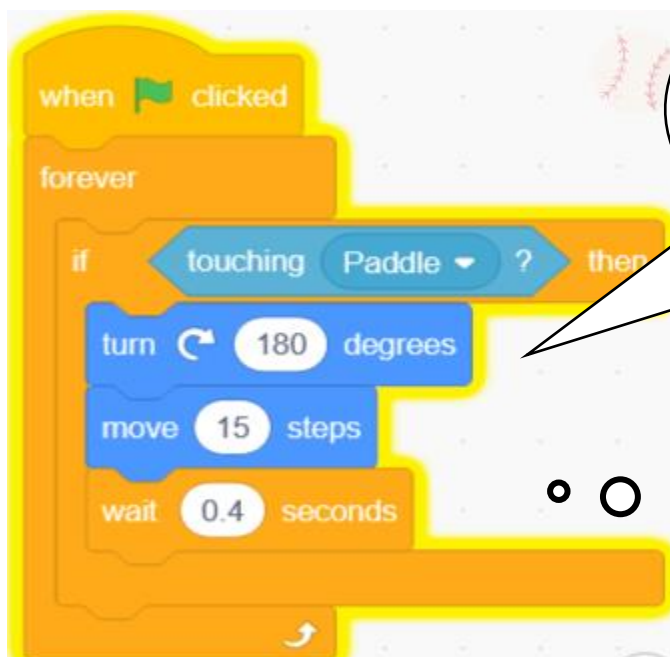 when clicked
forever
if touching Paddle ? then
turn 180 degrees
move 15 steps
wait 0.4 seconds